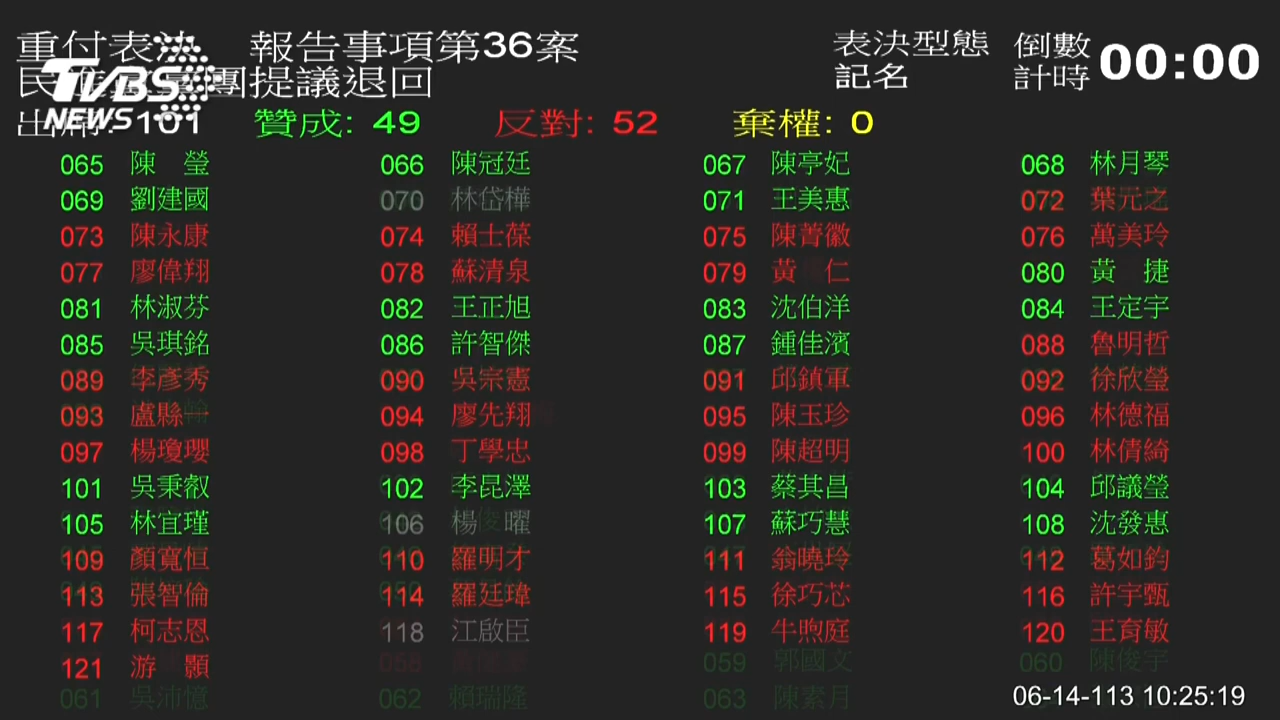 重付表決 報告事項第36案 表決型態 倒數 00:00
民進黨團提議退回 記名 計時
TVBS NEWS
出席: 101 贊成: 49 反對: 52 棄權: 0
065 陳 瑩 066 陳冠廷 067 陳亭妃 068 林月琴
069 劉建國 070 林岱樺 071 王美惠 072 葉元之
073 陳永康 074 賴士葆 075 陳菁徽 076 萬美玲
077 廖偉翔 078 蘇清泉 079 黃 仁 080 黃 捷
081 林淑芬 082 王正旭 083 沈伯洋 084 王定宇
085 吳琪銘 086 許智傑 087 鍾佳濱 088 魯明哲
089 李彥秀 090 吳宗憲 091 邱鎮軍 092 徐欣瑩
093 盧縣一 094 廖先翔 095 陳玉珍 096 林德福
097 楊瓊瓔 098 丁學忠 099 陳超明 100 林倩綺
101 吳秉叡 102 李昆澤 103 蔡其昌 104 邱議瑩
105 林宜瑾 106 楊 曜 107 蘇巧慧 108 沈發惠
109 顏寬恒 110 羅明才 111 翁曉玲 112 葛如鈞
113 張智倫 114 羅廷瑋 115 徐巧芯 116 許宇甄
117 柯志恩 118 江啟臣 119 牛煦庭 120 王育敏
121 游 顥 058 059 郭國文 060 陳俊宇
061 吳沛憶 062 賴瑞隆 063 陳素月
06-14-113 10:25:19